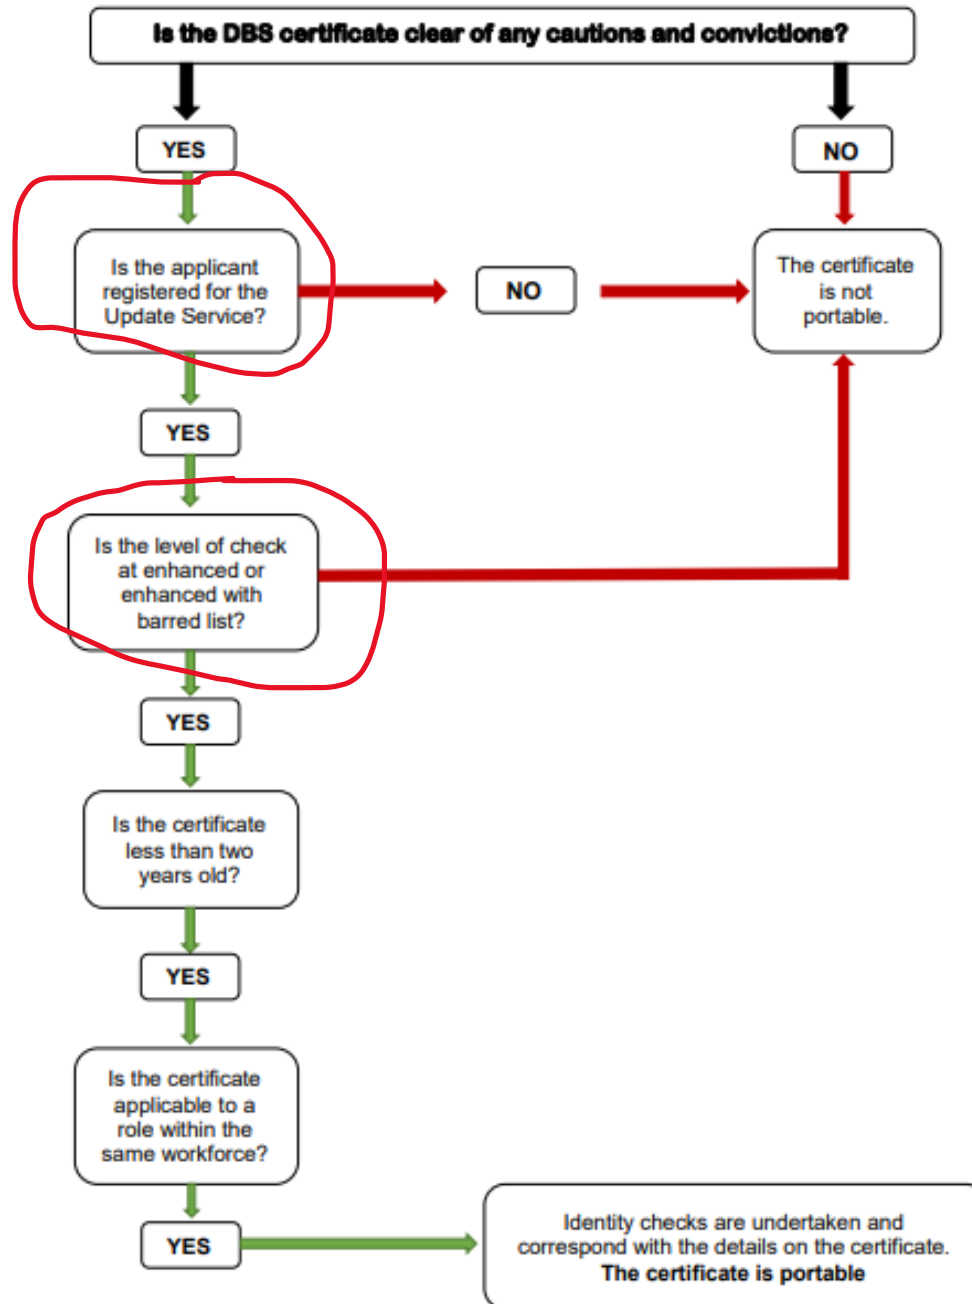 Is the DBS certificate clear of any cautions and convictions?
YES
NO
Is the applicant
registered for the
Update Service?
NO
The certificate
is not
portable.
YES
Is the level of check
at enhanced or
enhanced with
barred list?
YES
Is the certificate
less than two
years old?
YES
Is the certificate
applicable to a
role within the
same workforce?
YES
Identity checks are undertaken and
correspond with the details on the certificate.
The certificate is portable